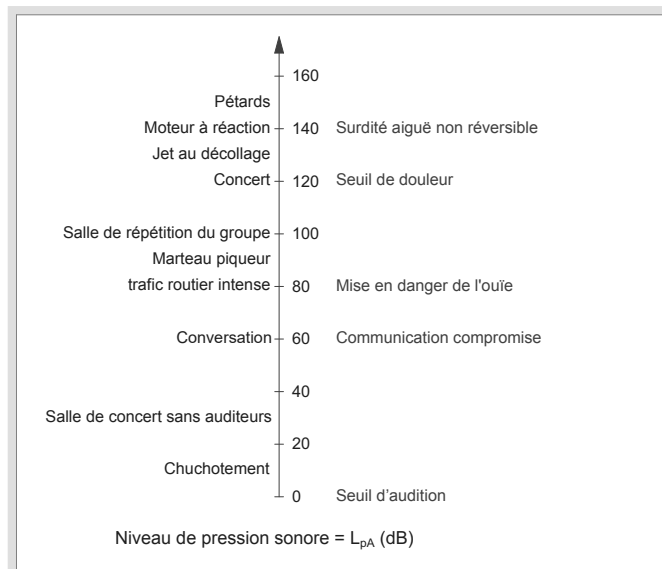 160
Pétards
Moteur à réaction 140 Surdité aiguë non réversible
Jet au décollage
Concert 120 Seuil de douleur
Salle de répétition du groupe 100
Marteau piqueur
trafic routier intense 80 Mise en danger de l'ouïe
Conversation 60 Communication compromise
40
Salle de concert sans auditeurs
20
Chuchotement
0 Seuil d’audition
Niveau de pression sonore = LpA (dB)